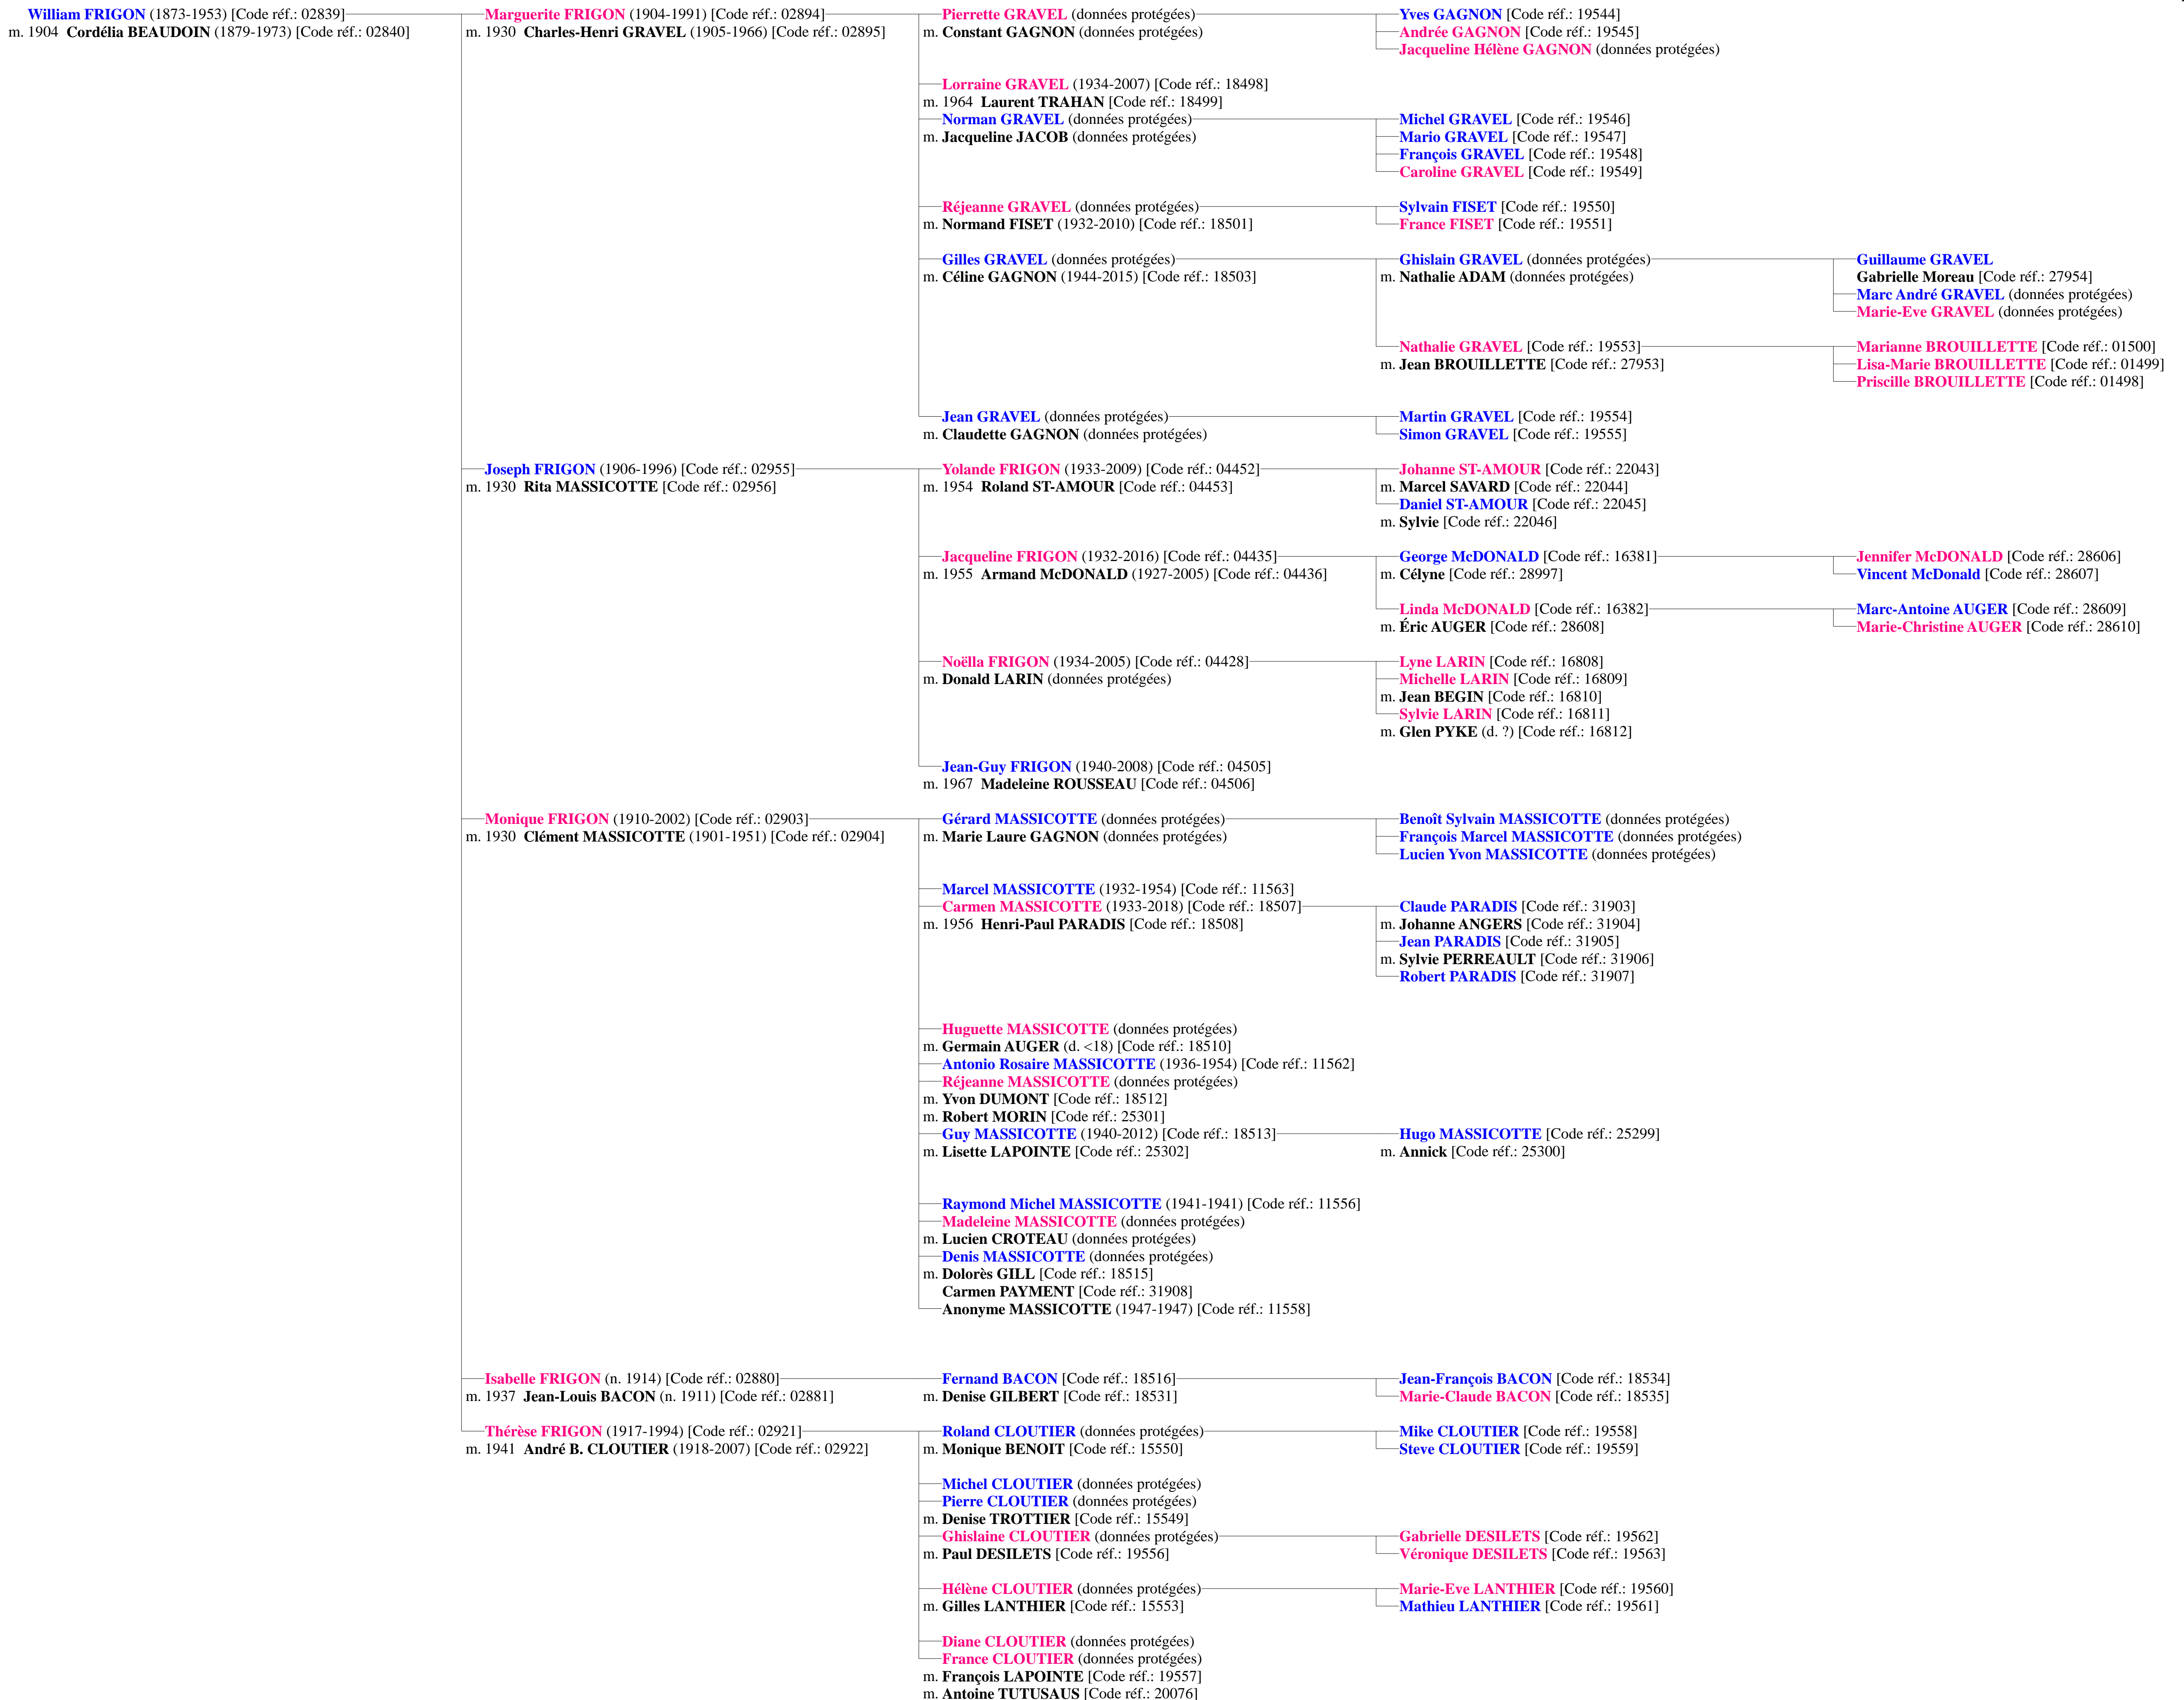 William FRIGON (1873-1953) [Code réf.: 02839]
m. 1904 Cordélia BEAUDOIN (1879-1973) [Code réf.: 02840]
Marguerite FRIGON (1904-1991) [Code réf.: 02894]
m. 1930 Charles-Henri GRAVEL (1905-1966) [Code réf.: 02895]
Pierrette GRAVEL (données protégées)
m. Constant GAGNON (données protégées)
Yves GAGNON [Code réf.: 19544]
Andrée GAGNON [Code réf.: 19545]
Jacqueline Hélène GAGNON (données protégées)
Lorraine GRAVEL (1934-2007) [Code réf.: 18498]
m. 1964 Laurent TRAHAN [Code réf.: 18499]
Norman GRAVEL (données protégées)
m. Jacqueline JACOB (données protégées)
Michel GRAVEL [Code réf.: 19546]
Mario GRAVEL [Code réf.: 19547]
François GRAVEL [Code réf.: 19548]
Caroline GRAVEL [Code réf.: 19549]
Réjeanne GRAVEL (données protégées)
m. Normand FISET (1932-2010) [Code réf.: 18501]
Sylvain FISET [Code réf.: 19550]
France FISET [Code réf.: 19551]
Gilles GRAVEL (données protégées)
m. Céline GAGNON (1944-2015) [Code réf.: 18503]
Ghislain GRAVEL (données protégées)
m. Nathalie ADAM (données protégées)
Guillaume GRAVEL
Gabrielle Moreau [Code réf.: 27954]
Marc André GRAVEL (données protégées)
Marie-Eve GRAVEL (données protégées)
Nathalie GRAVEL [Code réf.: 19553]
m. Jean BROUILLETTE [Code réf.: 27953]
Marianne BROUILLETTE [Code réf.: 01500]
Lisa-Marie BROUILLETTE [Code réf.: 01499]
Priscille BROUILLETTE [Code réf.: 01498]
Jean GRAVEL (données protégées)
m. Claudette GAGNON (données protégées)
Martin GRAVEL [Code réf.: 19554]
Simon GRAVEL [Code réf.: 19555]
Joseph FRIGON (1906-1996) [Code réf.: 02955]
m. 1930 Rita MASSICOTTE [Code réf.: 02956]
Yolande FRIGON (1933-2009) [Code réf.: 04452]
m. 1954 Roland ST-AMOUR [Code réf.: 04453]
Johanne ST-AMOUR [Code réf.: 22043]
m. Marcel SAVARD [Code réf.: 22044]
Daniel ST-AMOUR [Code réf.: 22045]
m. Sylvie [Code réf.: 22046]
Jacqueline FRIGON (1932-2016) [Code réf.: 04435]
m. 1955 Armand McDONALD (1927-2005) [Code réf.: 04436]
George McDONALD [Code réf.: 16381]
m. Célyne [Code réf.: 28997]
Jennifer McDONALD [Code réf.: 28606]
Vincent McDonald [Code réf.: 28607]
Linda McDONALD [Code réf.: 16382]
m. Éric AUGER [Code réf.: 28608]
Marc-Antoine AUGER [Code réf.: 28609]
Marie-Christine AUGER [Code réf.: 28610]
Noëlla FRIGON (1934-2005) [Code réf.: 04428]
m. Donald LARIN (données protégées)
Lyne LARIN [Code réf.: 16808]
Michelle LARIN [Code réf.: 16809]
m. Jean BEGIN [Code réf.: 16810]
Sylvie LARIN [Code réf.: 16811]
m. Glen PYKE (d. ?) [Code réf.: 16812]
Jean-Guy FRIGON (1940-2008) [Code réf.: 04505]
m. 1967 Madeleine ROUSSEAU [Code réf.: 04506]
Monique FRIGON (1910-2002) [Code réf.: 02903]
m. 1930 Clément MASSICOTTE (1901-1951) [Code réf.: 02904]
Gérard MASSICOTTE (données protégées)
m. Marie Laure GAGNON (données protégées)
Benoît Sylvain MASSICOTTE (données protégées)
François Marcel MASSICOTTE (données protégées)
Lucien Yvon MASSICOTTE (données protégées)
Marcel MASSICOTTE (1932-1954) [Code réf.: 11563]
Carmen MASSICOTTE (1933-2018) [Code réf.: 18507]
m. 1956 Henri-Paul PARADIS [Code réf.: 18508]
Claude PARADIS [Code réf.: 31903]
m. Johanne ANGERS [Code réf.: 31904]
Jean PARADIS [Code réf.: 31905]
m. Sylvie PERREAULT [Code réf.: 31906]
Robert PARADIS [Code réf.: 31907]
Huguette MASSICOTTE (données protégées)
m. Germain AUGER (d. <18) [Code réf.: 18510]
Antonio Rosaire MASSICOTTE (1936-1954) [Code réf.: 11562]
Réjeanne MASSICOTTE (données protégées)
m. Yvon DUMONT [Code réf.: 18512]
m. Robert MORIN [Code réf.: 25301]
Guy MASSICOTTE (1940-2012) [Code réf.: 18513]
m. Lisette LAPOINTE [Code réf.: 25302]
Hugo MASSICOTTE [Code réf.: 25299]
m. Annick [Code réf.: 25300]
Raymond Michel MASSICOTTE (1941-1941) [Code réf.: 11556]
Madeleine MASSICOTTE (données protégées)
m. Lucien CROTEAU (données protégées)
Denis MASSICOTTE (données protégées)
m. Dolorès GILL [Code réf.: 18515]
Carmen PAYMENT [Code réf.: 31908]
Anonyme MASSICOTTE (1947-1947) [Code réf.: 11558]
Isabelle FRIGON (n. 1914) [Code réf.: 02880]
m. 1937 Jean-Louis BACON (n. 1911) [Code réf.: 02881]
Fernand BACON [Code réf.: 18516]
m. Denise GILBERT [Code réf.: 18531]
Jean-François BACON [Code réf.: 18534]
Marie-Claude BACON [Code réf.: 18535]
Thérèse FRIGON (1917-1994) [Code réf.: 02921]
m. 1941 André B. CLOUTIER (1918-2007) [Code réf.: 02922]
Roland CLOUTIER (données protégées)
m. Monique BENOIT [Code réf.: 15550]
Mike CLOUTIER [Code réf.: 19558]
Steve CLOUTIER [Code réf.: 19559]
Michel CLOUTIER (données protégées)
Pierre CLOUTIER (données protégées)
m. Denise TROTTIER [Code réf.: 15549]
Ghislaine CLOUTIER (données protégées)
m. Paul DESILETS [Code réf.: 19556]
Gabrielle DESILETS [Code réf.: 19562]
Véronique DESILETS [Code réf.: 19563]
Hélène CLOUTIER (données protégées)
m. Gilles LANTHIER [Code réf.: 15553]
Marie-Eve LANTHIER [Code réf.: 19560]
Mathieu LANTHIER [Code réf.: 19561]
Diane CLOUTIER (données protégées)
France CLOUTIER (données protégées)
m. François LAPOINTE [Code réf.: 19557]
m. Antoine TUTUSAUS [Code réf.: 20076]